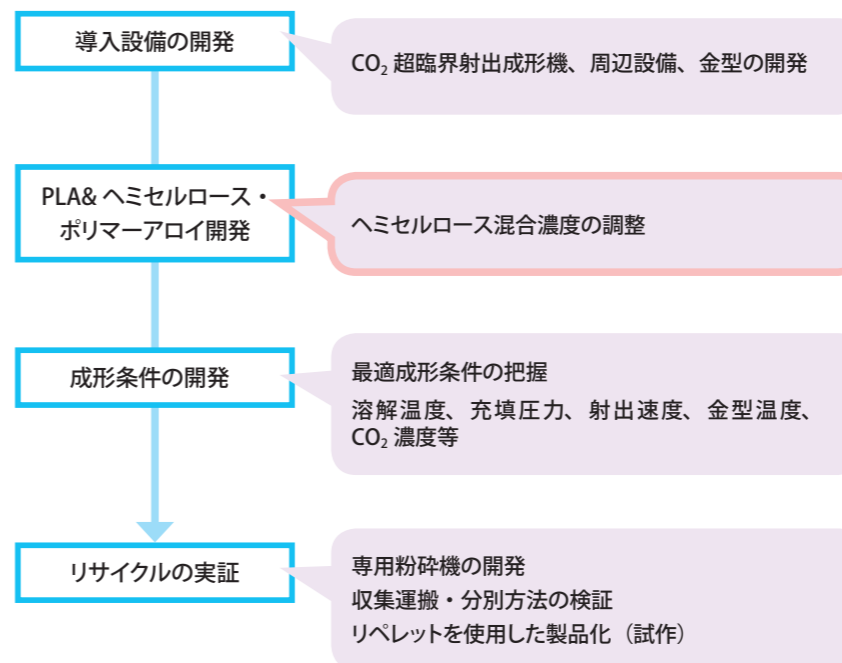 導入設備の開発
CO₂ 超臨界射出成形機、周辺設備、金型の開発
PLA& ヘミセルロース・
ポリマーアロイ開発
ヘミセルロース混合濃度の調整
成形条件の開発
最適成形条件の把握
溶解温度、充填圧力、射出速度、金型温度、
CO₂ 濃度等
リサイクルの実証
専用粉砕機の開発
収集運搬・分別方法の検証
リペレットを使用した製品化（試作）